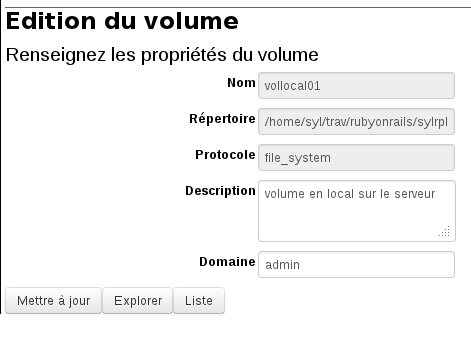 Edition du volume
Renseignez les propriétés du volume
Nom vollocal01
Répertoire /home/syl/trav/rubyonrails/sylrpl
Protocole file_system
Description volume en local sur le serveur
Domaine admin
Mettre à jour Explorer Liste